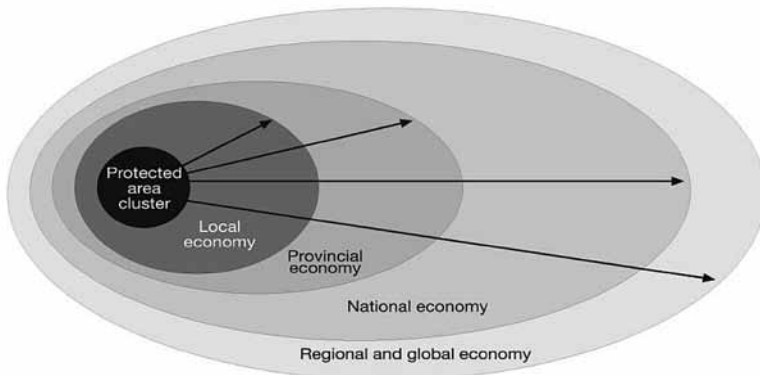 Protected
area
cluster
Local
economy
Provincial
economy
National economy
Regional and global economy